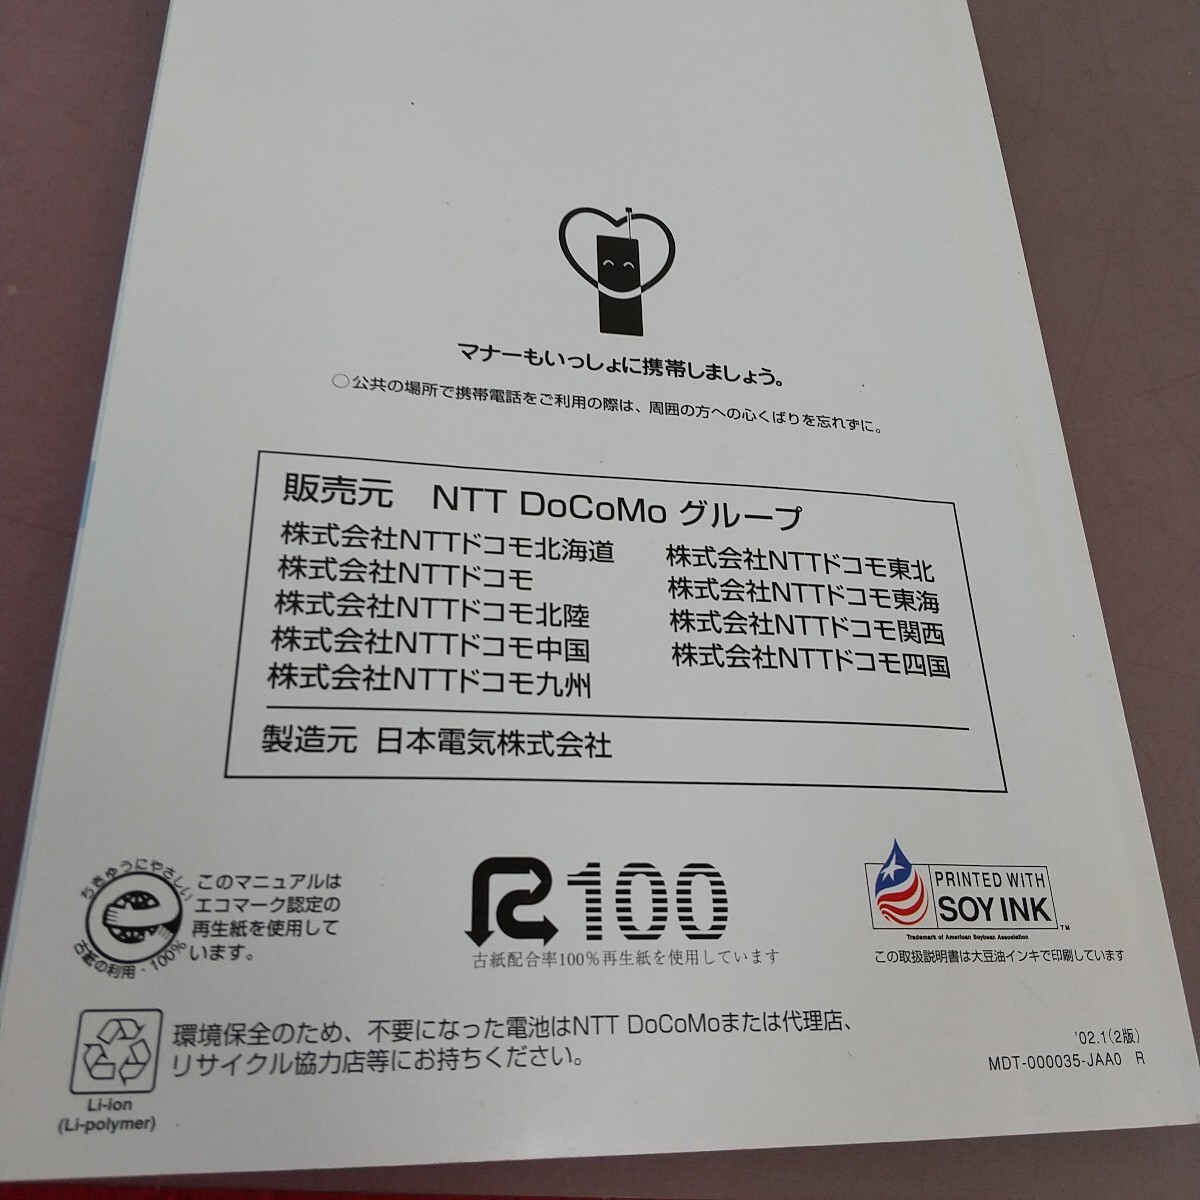 マナーもいっしょに携帯しましょう。
○公共の場所で携帯電話をご利用の際は、周囲の方への心くばりを忘れずに。
販売元 NTT DoCoMo グループ
株式会社NTTドコモ北海道 株式会社NTTドコモ東北
株式会社NTTドコモ 株式会社NTTドコモ東海
株式会社NTTドコモ北陸 株式会社NTTドコモ関西
株式会社NTTドコモ中国 株式会社NTTドコモ四国
株式会社NTTドコモ九州
製造元 日本電気株式会社
ちきゅうにやさしい
古紙の利用・100%
このマニュアルは
エコマーク認定の
再生紙を使用して
います。
R100
古紙配合率100%再生紙を使用しています
PRINTED WITH
SOY INK
TM
Trademark of American Soybean Association
この取扱説明書は大豆油インキで印刷しています
環境保全のため、不要になった電池はNTT DoCoMoまたは代理店、
リサイクル協力店等にお持ちください。
Li-ion
(Li-polymer)
'02.1(2版)
MDT-000035-JAA0 R